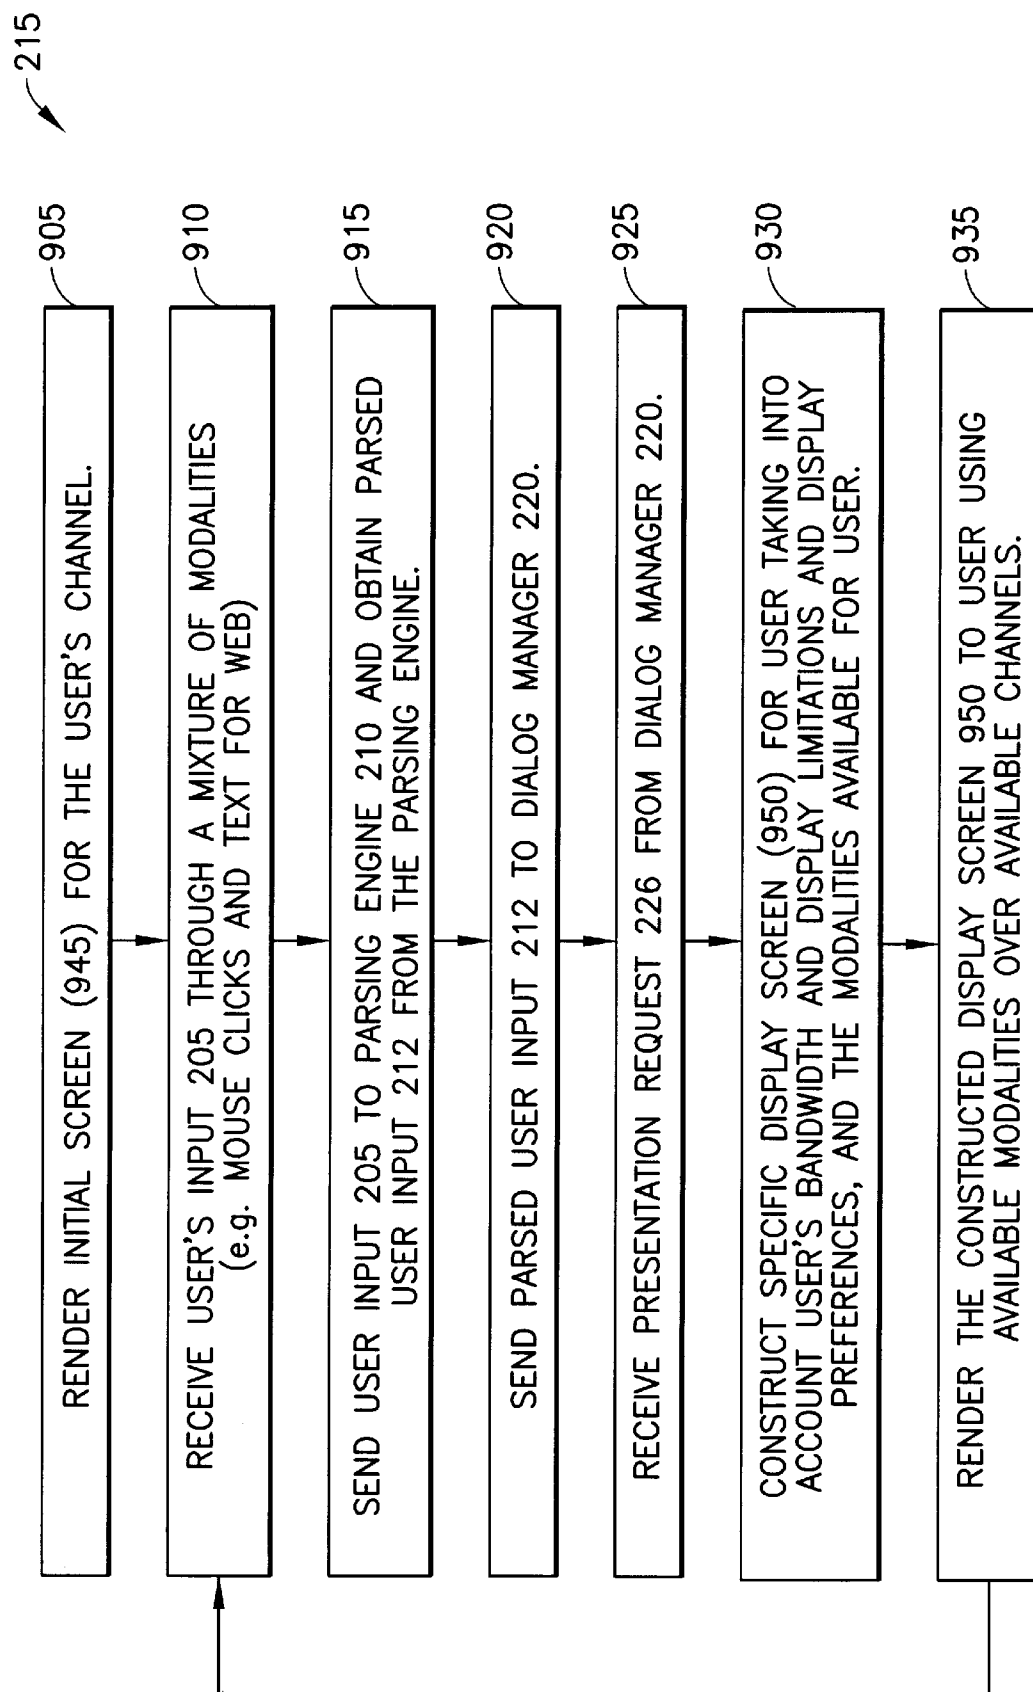 215
905
RENDER INITIAL SCREEN (945) FOR THE USER'S CHANNEL.
910
RECEIVE USER'S INPUT 205 THROUGH A MIXTURE OF MODALITIES
(e.g. MOUSE CLICKS AND TEXT FOR WEB)
915
SEND USER INPUT 205 TO PARSING ENGINE 210 AND OBTAIN PARSED
USER INPUT 212 FROM THE PARSING ENGINE.
920
SEND PARSED USER INPUT 212 TO DIALOG MANAGER 220.
925
RECEIVE PRESENTATION REQUEST 226 FROM DIALOG MANAGER 220.
930
CONSTRUCT SPECIFIC DISPLAY SCREEN (950) FOR USER TAKING INTO
ACCOUNT USER'S BANDWIDTH AND DISPLAY LIMITATIONS AND DISPLAY
PREFERENCES, AND THE MODALITIES AVAILABLE FOR USER.
935
RENDER THE CONSTRUCTED DISPLAY SCREEN 950 TO USER USING
AVAILABLE MODALITIES OVER AVAILABLE CHANNELS.